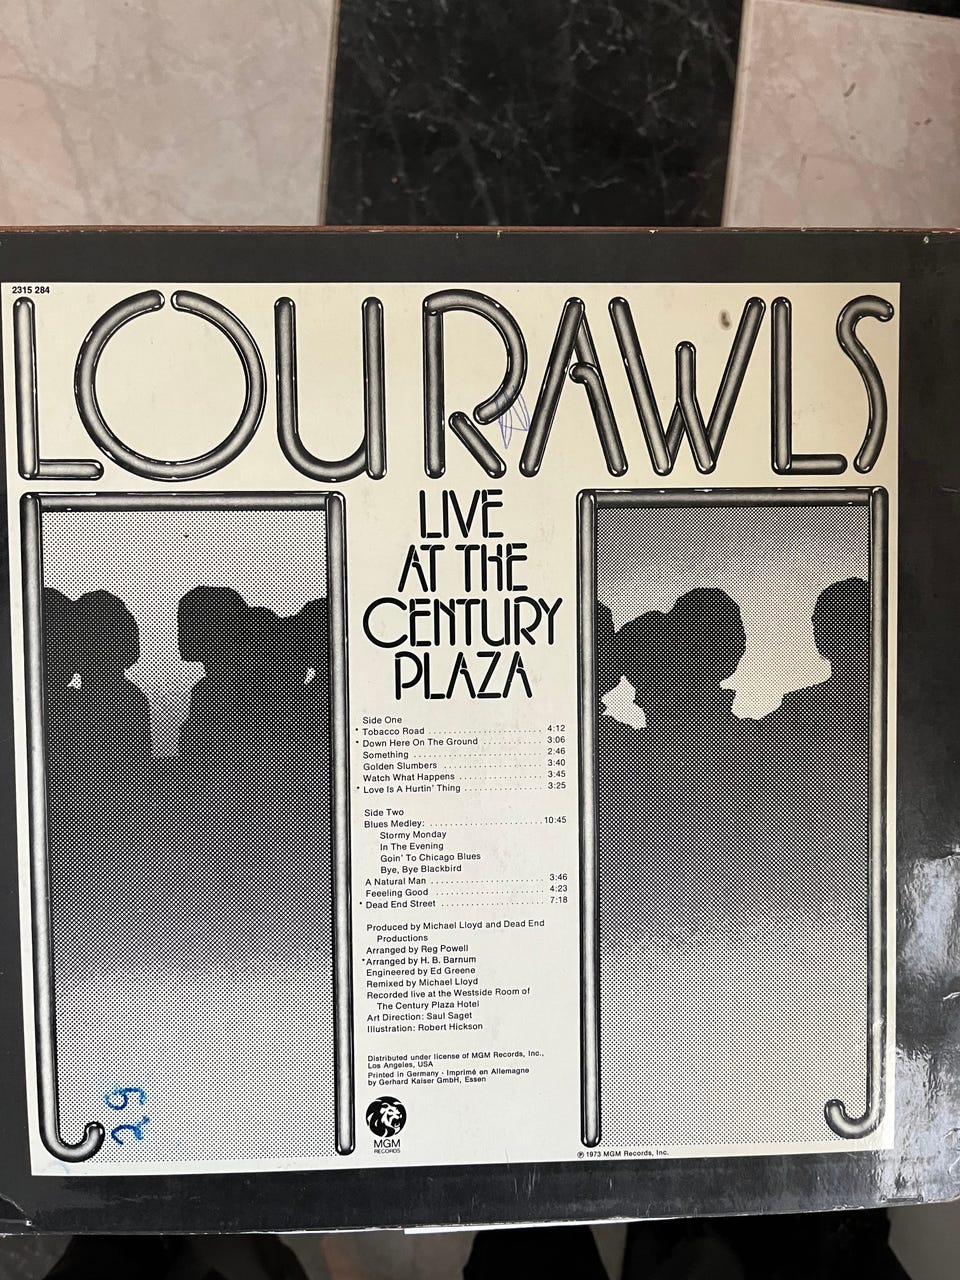 2315 284
LOU RAWLS
LIVE
AT THE
CENTURY
PLAZA
Side One
* Tobacco Road ........................ 4:12
* Down Here On The Ground ............ 3:06
Something ........................... 2:46
Golden Slumbers ..................... 3:40
Watch What Happens .................. 3:45
* Love Is A Hurtin' Thing ............. 3:25
Side Two
Blues Medley: ........................ 10:45
Stormy Monday
In The Evening
Goin' To Chicago Blues
Bye, Bye Blackbird
A Natural Man ........................ 3:46
Feeeling Good ....................... 4:23
* Dead End Street ..................... 7:18
Produced by Michael Lloyd and Dead End
Productions
Arranged by Reg Powell
*Arranged by H. B. Barnum
Engineered by Ed Greene
Remixed by Michael Lloyd
Recorded live at the Westside Room of
The Century Plaza Hotel
Art Direction: Saul Saget
Illustration: Robert Hickson
Distributed under license of MGM Records, Inc.,
Los Angeles, USA
Printed in Germany · Imprimé en Allemagne
by Gerhard Kaiser GmbH, Essen
MGM
RECORDS
℗ 1973 MGM Records, Inc.